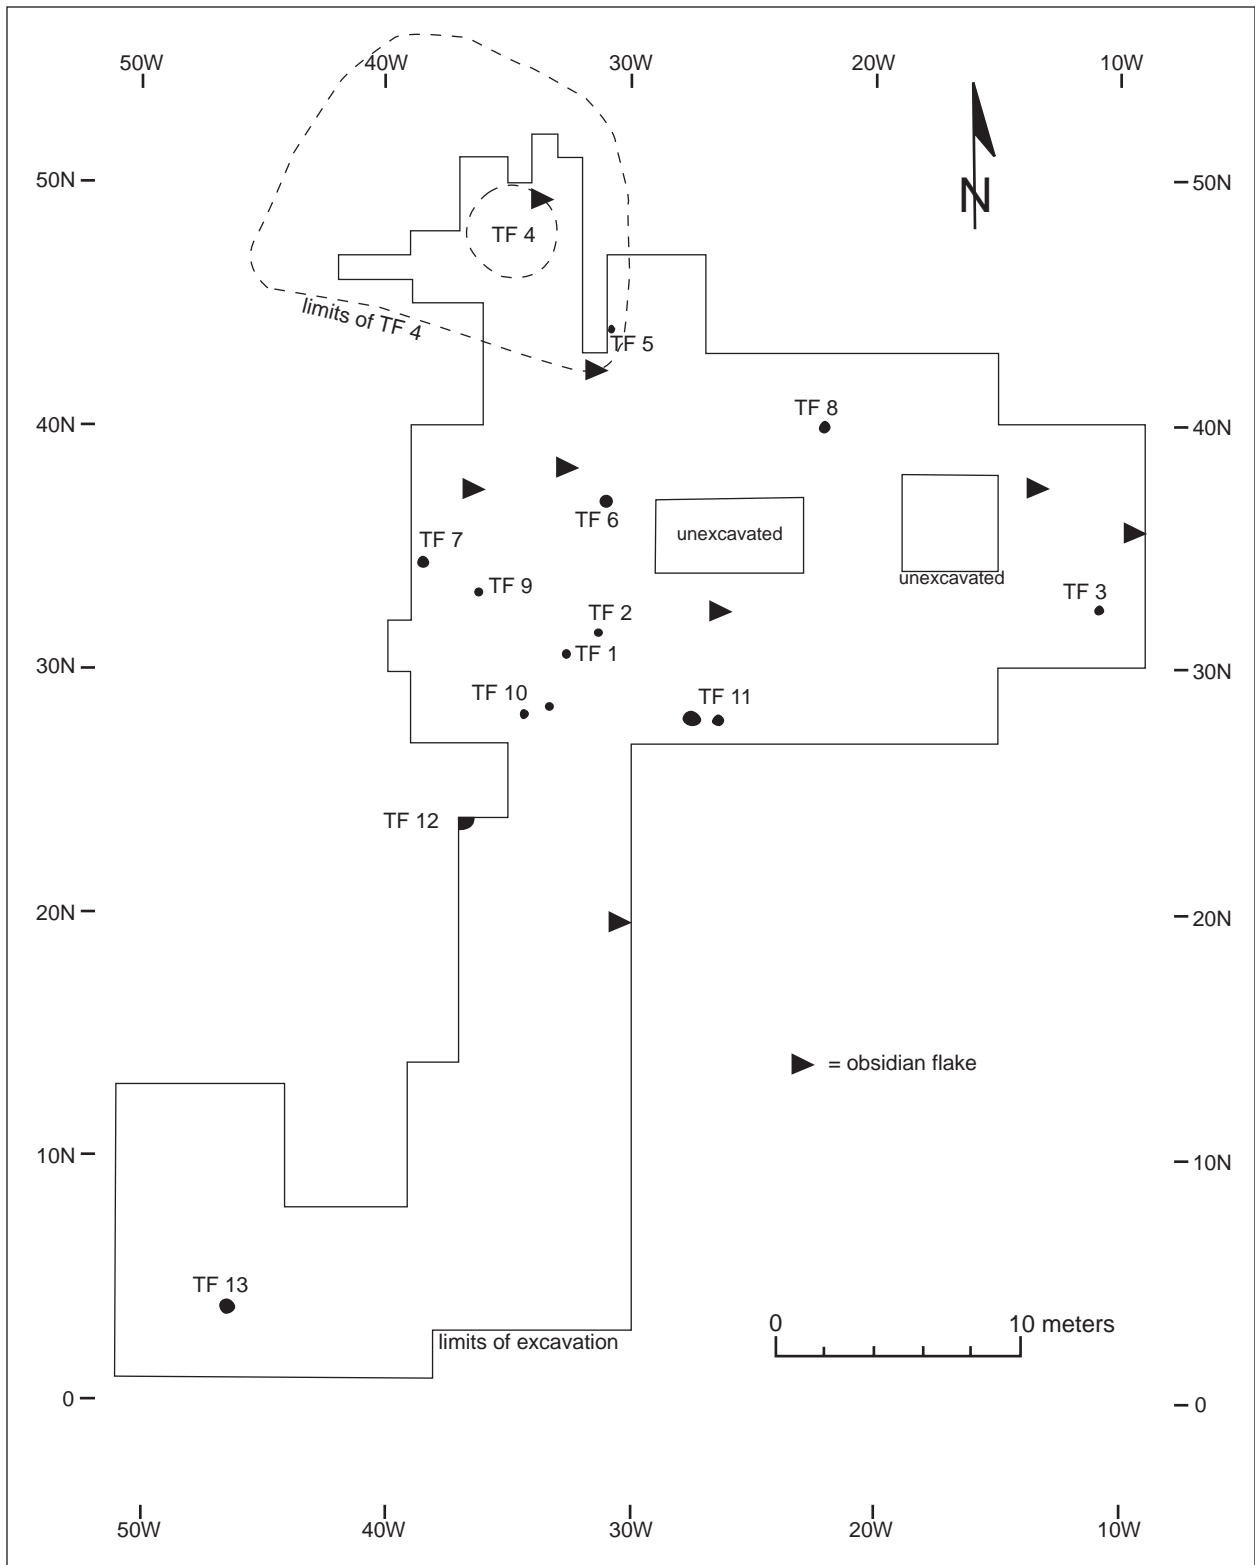 50W
40W
30W
20W
10W
50N
50N
N
TF 4
limits of TF 4
TF 5
TF 8
40N
40N
TF 6
unexcavated
TF 7
unexcavated
TF 9
TF 3
TF 2
TF 1
30N
30N
TF 10
TF 11
TF 12
20N
20N
= obsidian flake
10N
10N
TF 13
0
10 meters
limits of excavation
0
0
50W
40W
30W
20W
10W